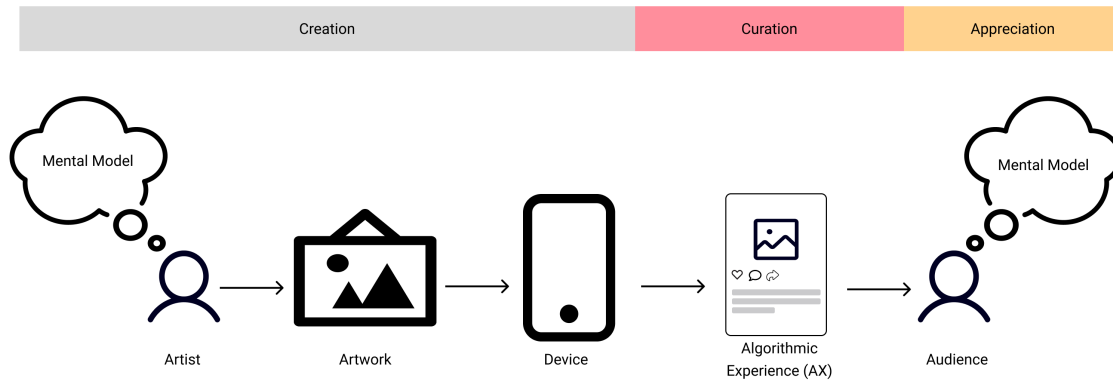 Creation
Curation
Appreciation
Mental Model
Mental Model
Artist
Artwork
Device
Algorithmic
Experience (AX)
Audience